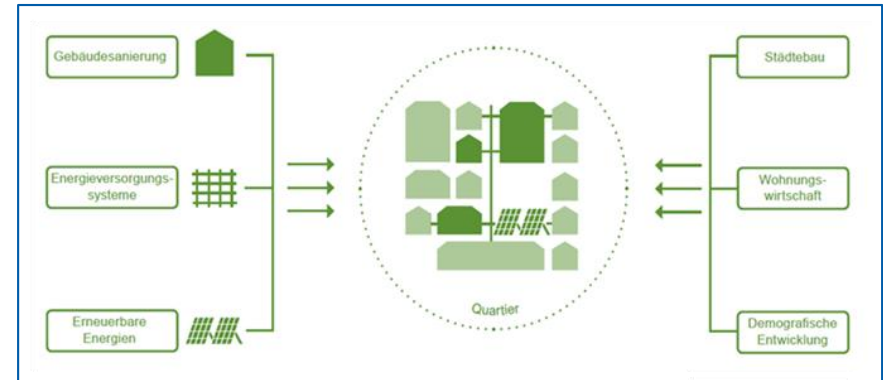 Gebäudesanierung
Energieversorgungs-
systeme
Erneuerbare
Energien
Quartier
Städtebau
Wohnungs-
wirtschaft
Demografische
Entwicklung